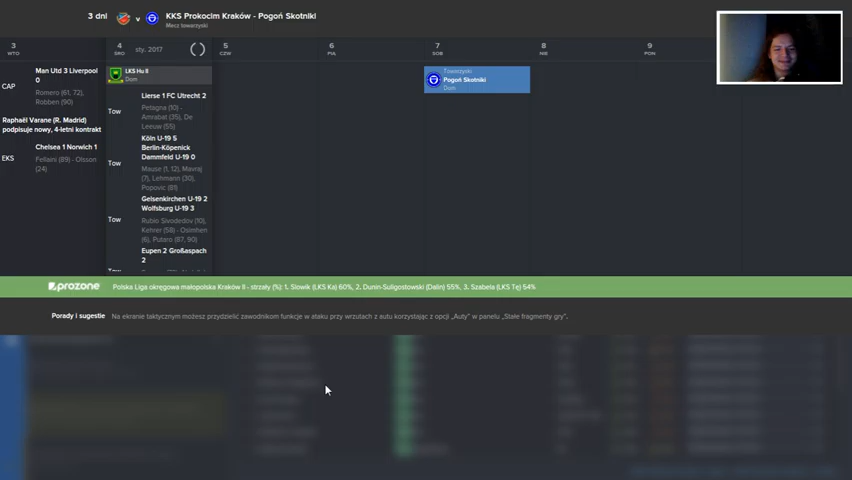 3 dni
v
KKS Prokocim Kraków - Pogoń Skotniki
Mecz towarzyski
3
WTO
4
ŚRO
sty. 2017
5
CZW
6
PIĄ
7
SOB
8
NIE
9
PON
CAP
Man Utd 3 Liverpool
0
Romero (61, 72),
Robben (90)
Raphaël Varane (R. Madrid)
podpisuje nowy, 4-letni kontrakt
EKS
Chelsea 1 Norwich 1
Fellaini (89) - Olsson
(24)
LKS Hu II
Dom
Tow
Lierse 1 FC Utrecht 2
Petagna (10) -
Amrabat (35), De
Leeuw (55)
Tow
Köln U-19 5
Berlin-Köpenick
Dammfeld U-19 0
Mause (1, 12), Mavraj
(7), Lehmann (30),
Popovic (81)
Tow
Gelsenkirchen U-19 2
Wolfsburg U-19 3
Rubio Sivodedov (10),
Kehrer (58) - Osimhen
(6), Putaro (87, 90)
Eupen 2 Großaspach
2
Towarzyski
Pogoń Skotniki
Dom
prozone
Polska Liga okręgowa małopolska Kraków II - strzały (%): 1. Słowik (LKS Ka) 60%, 2. Dunin-Suligostowski (Dalin) 55%, 3. Szabela (LKS Tę) 54%
Porady i sugestie
Na ekranie taktycznym możesz przydzielić zawodnikom funkcje w ataku przy wrzutach z autu korzystając z opcji „Auty" w panelu „Stałe fragmenty gry".